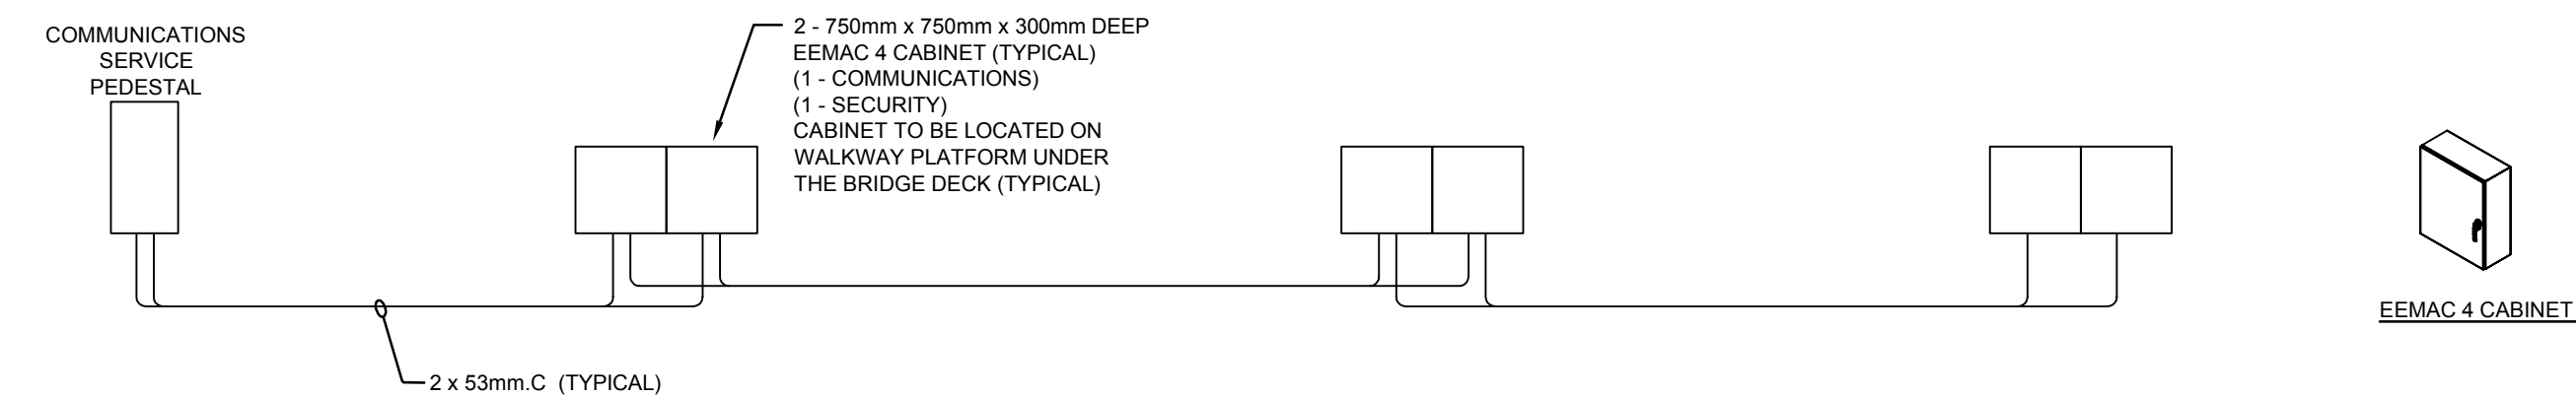 COMMUNICATIONS
SERVICE
PEDESTAL
2 - 750mm x 750mm x 300mm DEEP
EEMAC 4 CABINET (TYPICAL)
(1 - COMMUNICATIONS)
(1 - SECURITY)
CABINET TO BE LOCATED ON
WALKWAY PLATFORM UNDER
THE BRIDGE DECK (TYPICAL)
2 x 53mm.C (TYPICAL)
EEMAC 4 CABINET